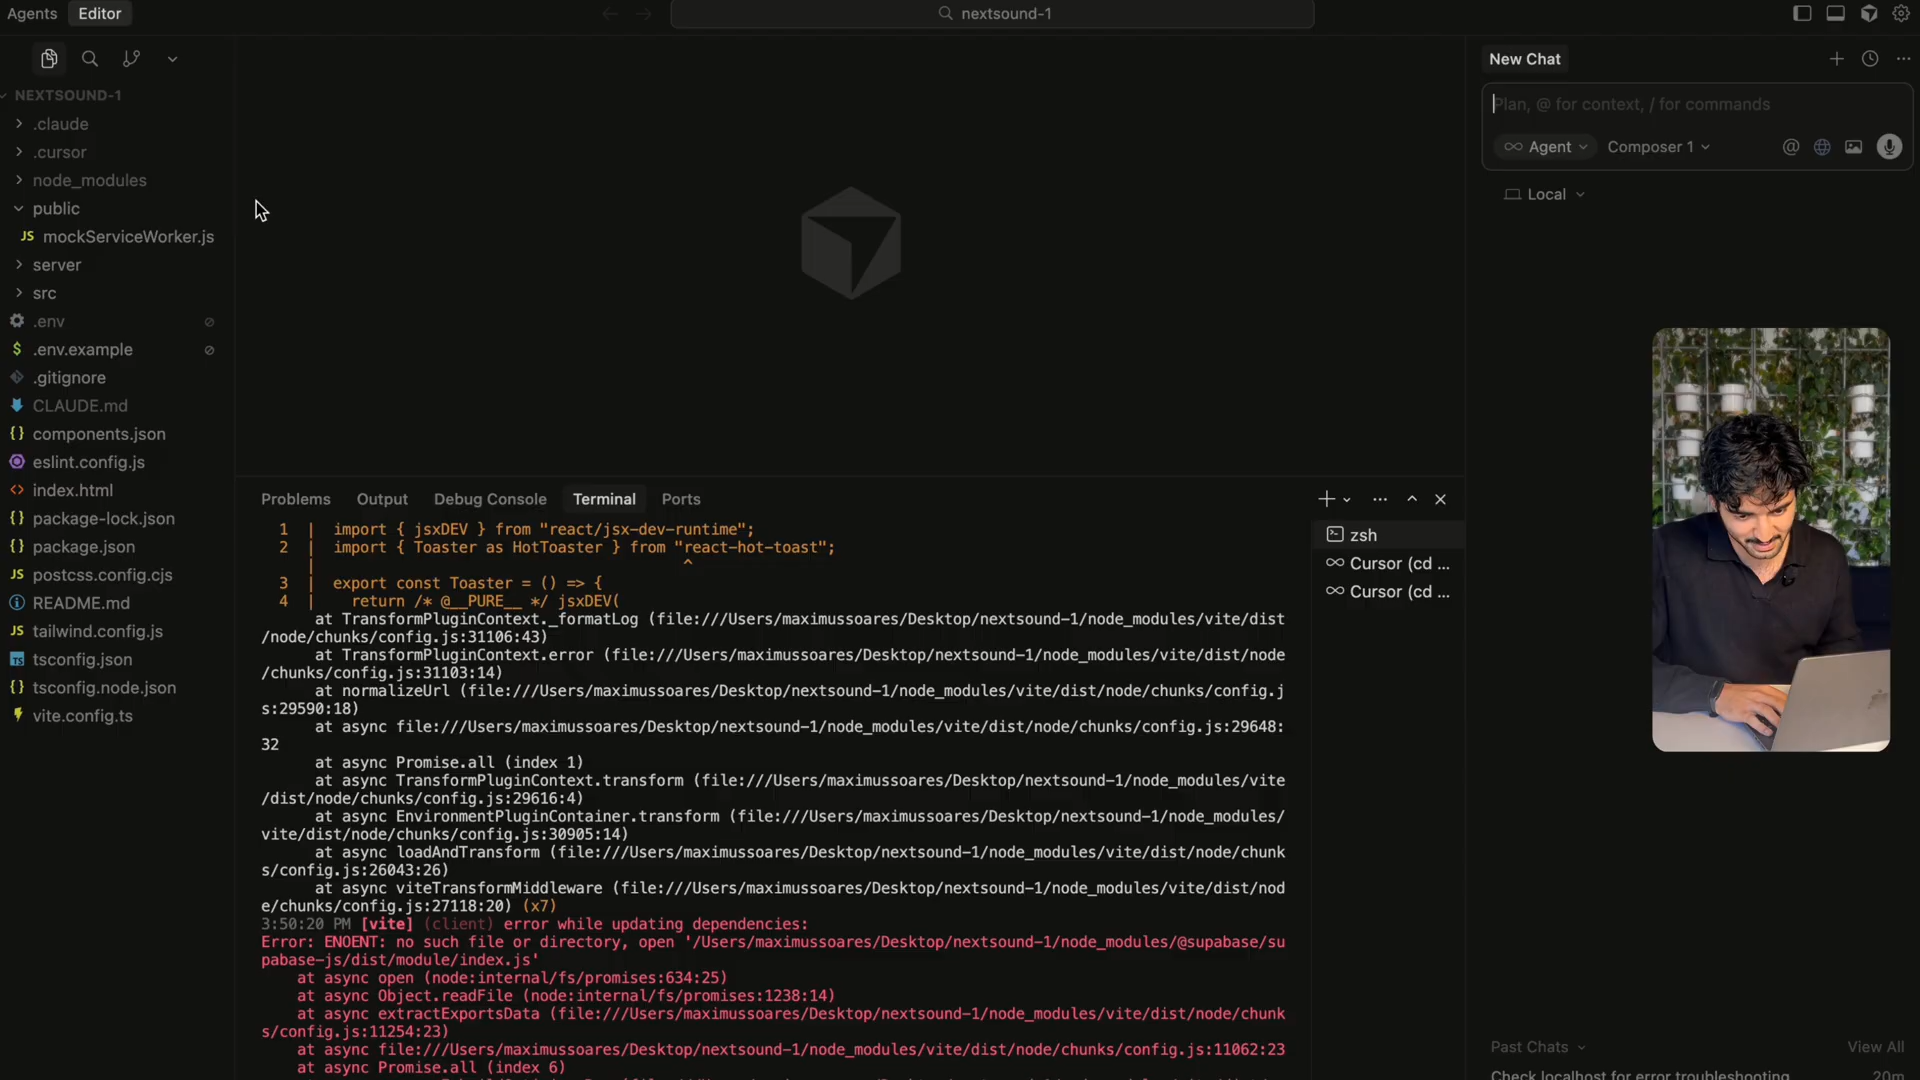 Agents Editor
nextsound-1
NEXTSOUND-1
.claude
.cursor
node_modules
public
JS mockServiceWorker.js
server
src
.env
$ .env.example
.gitignore
CLAUDE.md
{} components.json
eslint.config.js
<> index.html
{} package-lock.json
{} package.json
JS postcss.config.cjs
README.md
JS tailwind.config.js
TS tsconfig.json
{} tsconfig.node.json
vite.config.ts
Problems Output Debug Console Terminal Ports
1 | import { jsxDEV } from "react/jsx-dev-runtime";
2 | import { Toaster as HotToaster } from "react-hot-toast";
| ^
3 | export const Toaster = () => {
4 | return /* @__PURE__ */ jsxDEV(
at TransformPluginContext._formatLog (file:///Users/maximussoares/Desktop/nextsound-1/node_modules/vite/dist
/node/chunks/config.js:31106:43)
at TransformPluginContext.error (file:///Users/maximussoares/Desktop/nextsound-1/node_modules/vite/dist/node
/chunks/config.js:31103:14)
at normalizeUrl (file:///Users/maximussoares/Desktop/nextsound-1/node_modules/vite/dist/node/chunks/config.j
s:29590:18)
at async file:///Users/maximussoares/Desktop/nextsound-1/node_modules/vite/dist/node/chunks/config.js:29648:
32
at async Promise.all (index 1)
at async TransformPluginContext.transform (file:///Users/maximussoares/Desktop/nextsound-1/node_modules/vite
/dist/node/chunks/config.js:29616:4)
at async EnvironmentPluginContainer.transform (file:///Users/maximussoares/Desktop/nextsound-1/node_modules/
vite/dist/node/chunks/config.js:30905:14)
at async loadAndTransform (file:///Users/maximussoares/Desktop/nextsound-1/node_modules/vite/dist/node/chunk
s/config.js:26043:26)
at async viteTransformMiddleware (file:///Users/maximussoares/Desktop/nextsound-1/node_modules/vite/dist/nod
e/chunks/config.js:27118:20) (x7)
3:50:20 PM [vite] (client) error while updating dependencies:
Error: ENOENT: no such file or directory, open '/Users/maximussoares/Desktop/nextsound-1/node_modules/@supabase/su
pabase-js/dist/module/index.js'
at async open (node:internal/fs/promises:634:25)
at async Object.readFile (node:internal/fs/promises:1238:14)
at async extractExportsData (file:///Users/maximussoares/Desktop/nextsound-1/node_modules/vite/dist/node/chunk
s/config.js:11254:23)
at async file:///Users/maximussoares/Desktop/nextsound-1/node_modules/vite/dist/node/chunks/config.js:11062:23
at async Promise.all (index 6)
zsh
Cursor (cd ...
Cursor (cd ...
New Chat
Plan, @ for context, / for commands
Agent Composer 1
Local
Past Chats View All
Check localhost for error troubleshooting 20m